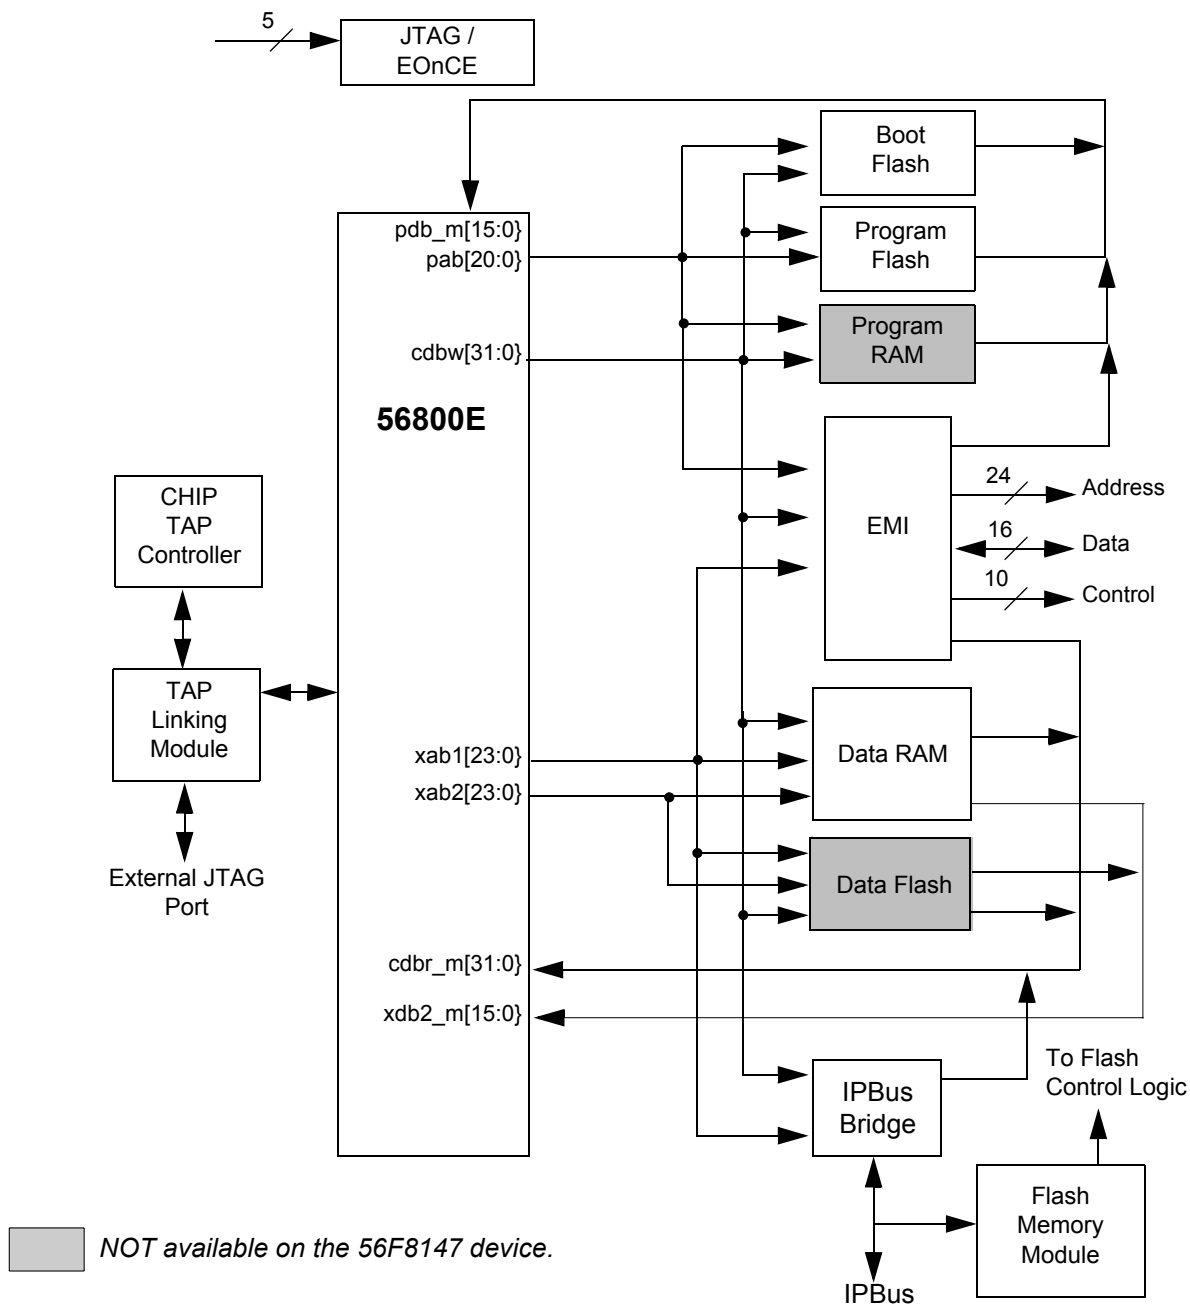 5
JTAG /
EOnCE
Boot
Flash
pdb_m[15:0}
pab[20:0}
Program
Flash
cdbw[31:0}
Program
RAM
56800E
CHIP
TAP
Controller
EMI
24
Address
16
Data
10
Control
TAP
Linking
Module
xab1[23:0}
xab2[23:0}
Data RAM
External JTAG
Port
Data Flash
cdbr_m[31:0}
xdb2_m[15:0}
IPBus
Bridge
To Flash
Control Logic
Flash
Memory
Module
NOT available on the 56F8147 device.
IPBus